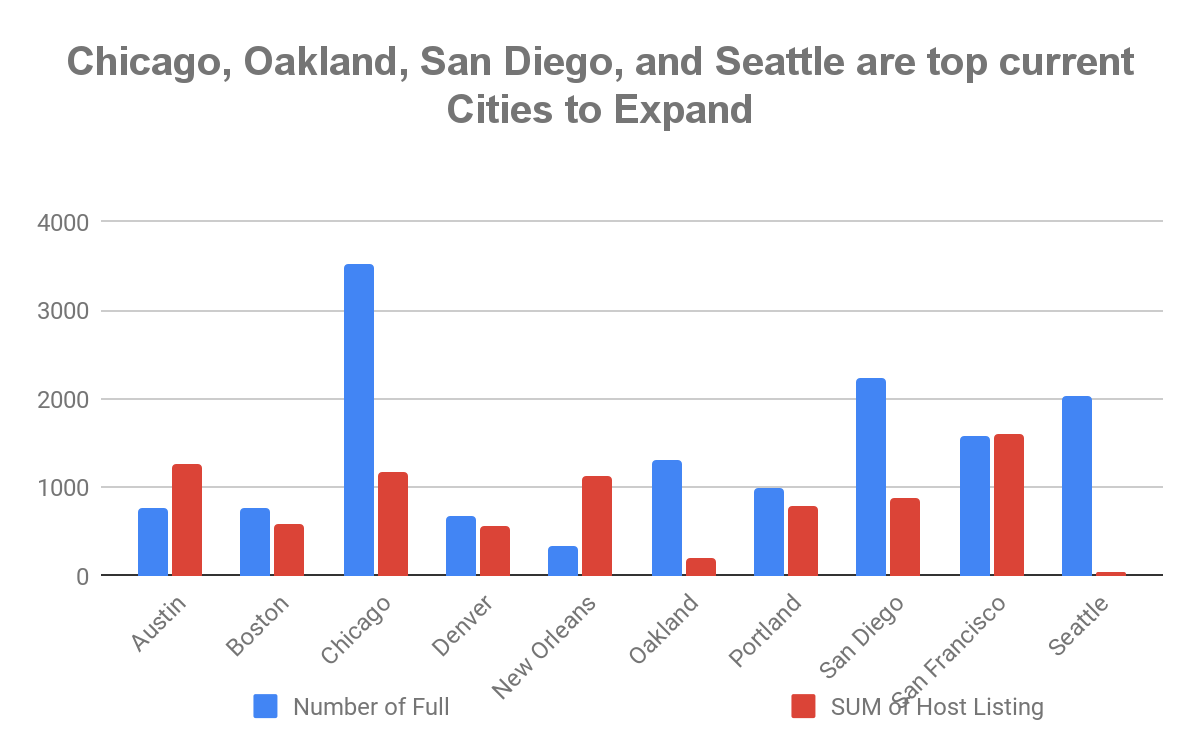 Chicago, Oakland, San Diego, and Seattle are top current
Cities to Expand
4000
3000
2000
1000
0
Austin
Boston
Chicago
Denver
New Orleans
Oakland
Portland
San Diego
San Francisco
Seattle
Number of Full
SUM of Host Listing